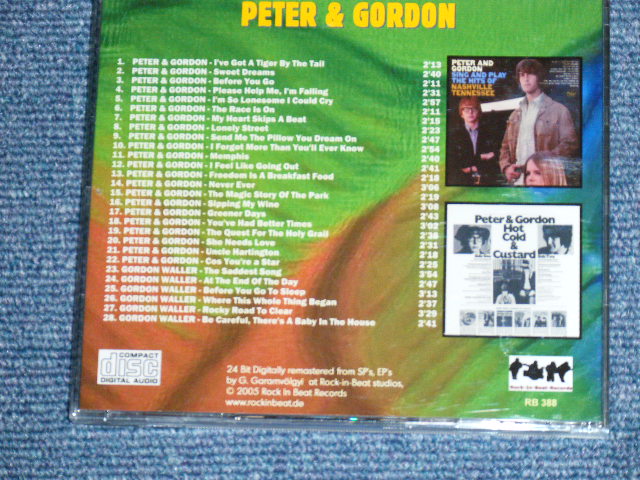 PETER & GORDON
1. PETER & GORDON - I've Got A Tiger By The Tail 2'13
2. PETER & GORDON - Sweet Dreams 2'40
3. PETER & GORDON - Before You Go 2'11
4. PETER & GORDON - Please Help Me, I'm Falling 2'31
5. PETER & GORDON - I'm So Lonesome I Could Cry 2'57
6. PETER & GORDON - The Race Is On 2'11
7. PETER & GORDON - My Heart Skips A Beat 2'15
8. PETER & GORDON - Lonely Street 2'23
9. PETER & GORDON - Send Me The Pillow You Dream On 2'47
10. PETER & GORDON - I Forgot More Than You'll Ever Know 2'54
11. PETER & GORDON - Memphis 2'40
12. PETER & GORDON - I Feel Like Going Out 2'41
13. PETER & GORDON - Freedom Is A Breakfast Food 2'18
14. PETER & GORDON - Never Ever 3'06
15. PETER & GORDON - The Magic Story Of The Park 2'19
16. PETER & GORDON - Sipping My Wine 3'05
17. PETER & GORDON - Greener Days 2'43
18. PETER & GORDON - You've Had Better Times 3'02
19. PETER & GORDON - The Quest For The Holy Grail 2'38
20. PETER & GORDON - She Needs Love 2'31
21. PETER & GORDON - Uncle Hartington 2'18
22. PETER & GORDON - Cos You're a Star 2'25
23. GORDON WALLER - The Saddest Song 3'54
24. GORDON WALLER - At The End Of The Day 2'47
25. GORDON WALLER - Before You Go To Sleep 3'13
26. GORDON WALLER - Where This Whole Thing Began 2'37
27. GORDON WALLER - Rocky Road To Clear 3'29
28. GORDON WALLER - Be Careful, There's A Baby In The House 2'41
PETER AND
GORDON
SING AND PLAY
THE HITS OF
NASHVILLE
TENNESSEE
Peter & Gordon
Hot
Cold
&
Custard
COMPACT
disc
DIGITAL AUDIO
24 Bit Digitally remastered from SP's, EP's
by G. Garamvölgyi at Rock-in-Beat studios,
© 2005 Rock In Beat Records
www.rockinbeat.de
Rock-In-Beat Records
RB 388